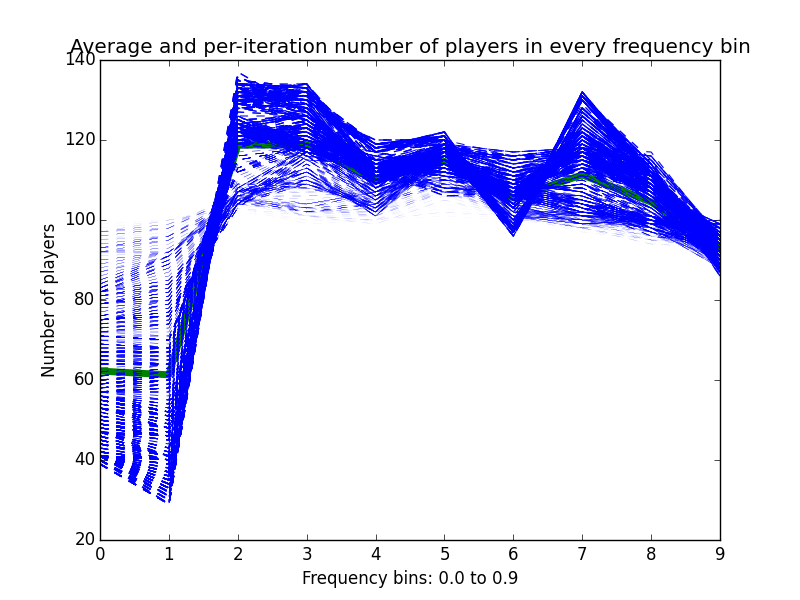 Average and per-iteration number of players in every frequency bin
140
120
100
80
60
40
20
Number of players
0 1 2 3 4 5 6 7 8 9
Frequency bins: 0.0 to 0.9